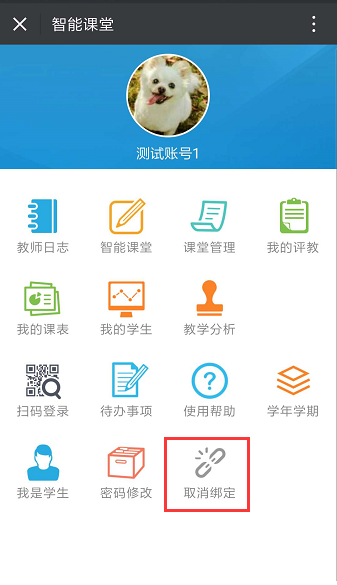 智能课堂
测试账号1
教师日志 智能课堂 课堂管理 我的评教
我的课表 我的学生 教学分析
扫码登录 待办事项 使用帮助 学年学期
我是学生 密码修改 取消绑定